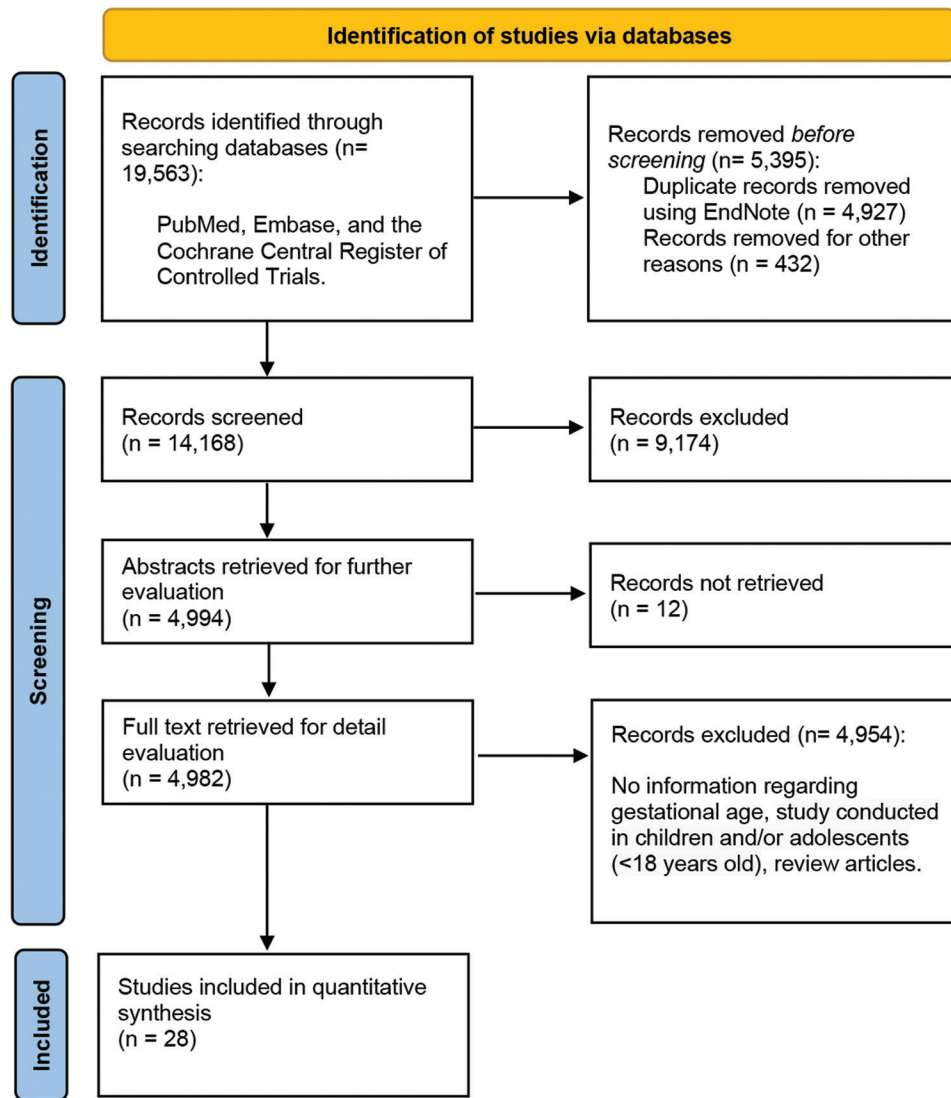 Identification of studies via databases
Identification
Records identified through
searching databases (n=
19,563):
PubMed, Embase, and the
Cochrane Central Register of
Controlled Trials.
Records removed before
screening (n= 5,395):
Duplicate records removed
using EndNote (n = 4,927)
Records removed for other
reasons (n = 432)
Screening
Records screened
(n = 14,168)
Records excluded
(n = 9,174)
Abstracts retrieved for further
evaluation
(n = 4,994)
Records not retrieved
(n = 12)
Full text retrieved for detail
evaluation
(n = 4,982)
Records excluded (n= 4,954):
No information regarding
gestational age, study conducted
in children and/or adolescents
(<18 years old), review articles.
Included
Studies included in quantitative
synthesis
(n = 28)